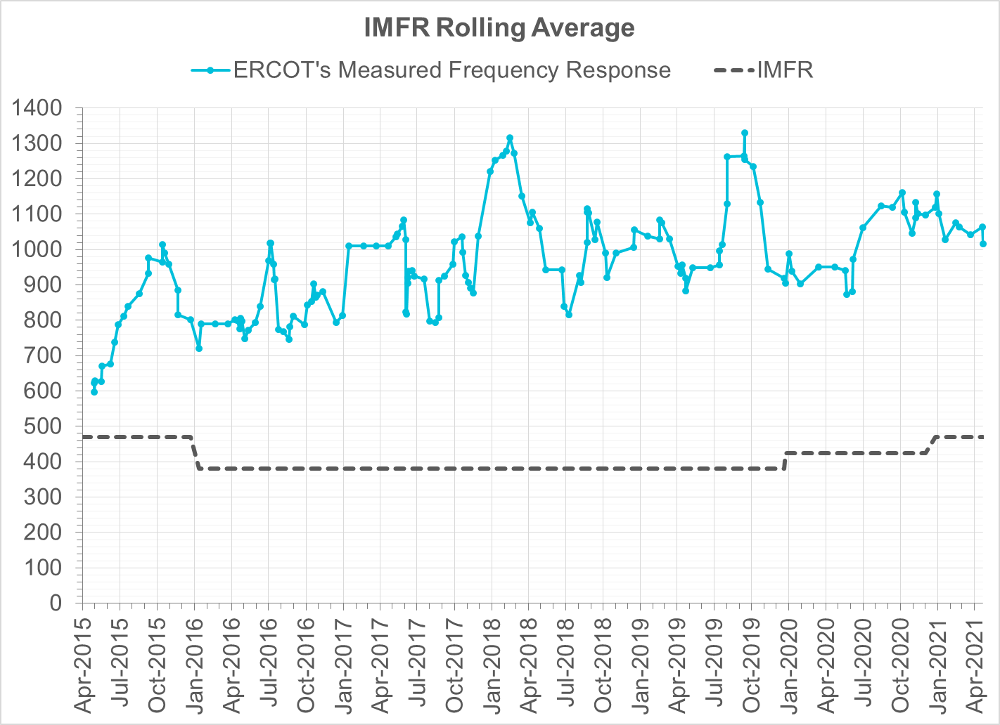 IMFR Rolling Average
ERCOT's Measured Frequency Response IMFR
1400
1300
1200
1100
1000
900
800
700
600
500
400
300
200
100
0
Apr-2015
Jul-2015
Oct-2015
Jan-2016
Apr-2016
Jul-2016
Oct-2016
Jan-2017
Apr-2017
Jul-2017
Oct-2017
Jan-2018
Apr-2018
Jul-2018
Oct-2018
Jan-2019
Apr-2019
Jul-2019
Oct-2019
Jan-2020
Apr-2020
Jul-2020
Oct-2020
Jan-2021
Apr-2021